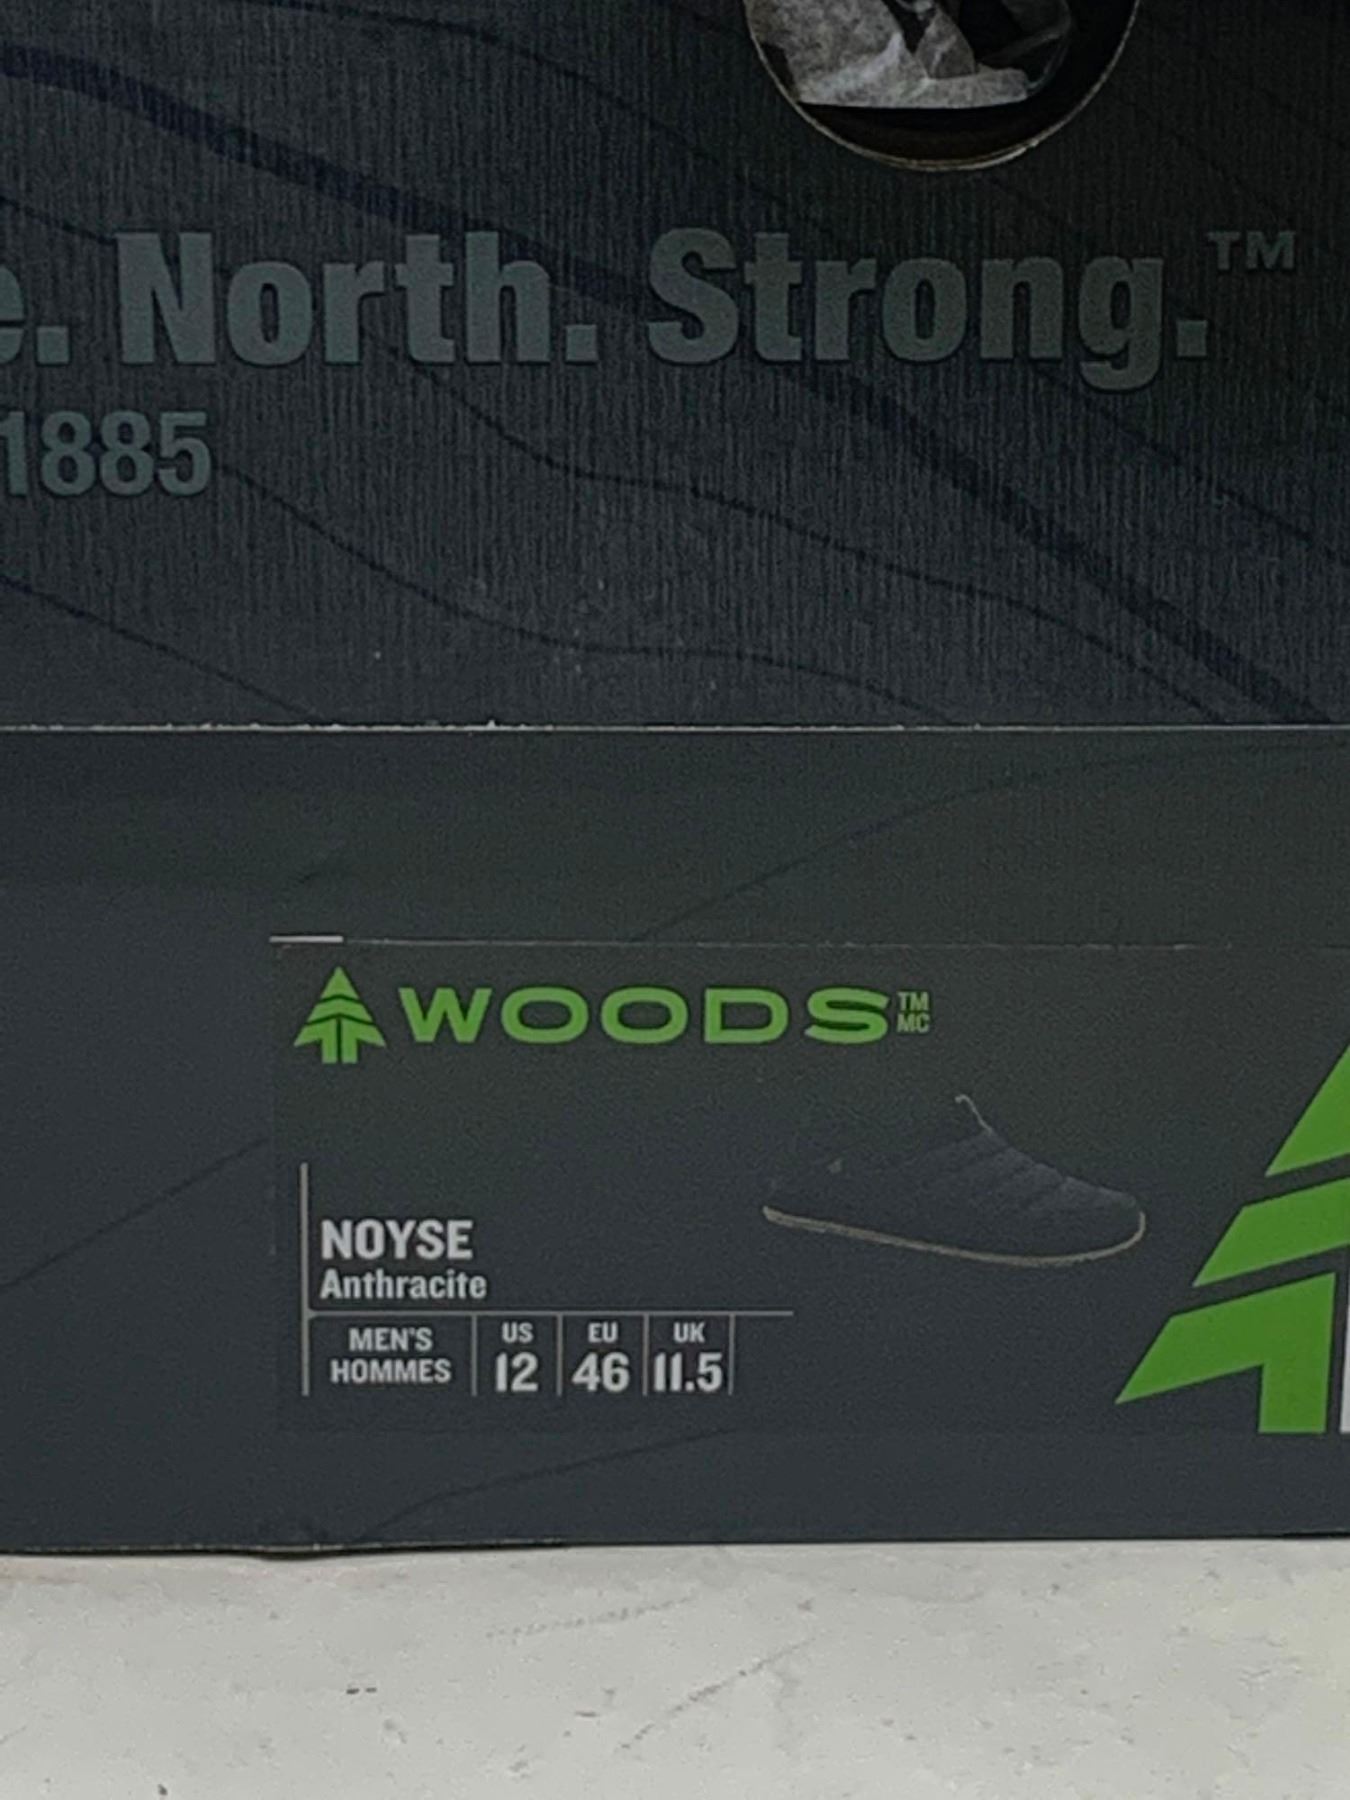 e. North. Strong.™
1885
WOODS TM MC
NOYSE
Anthracite
MEN'S HOMMES
US 12
EU 46
UK 11.5